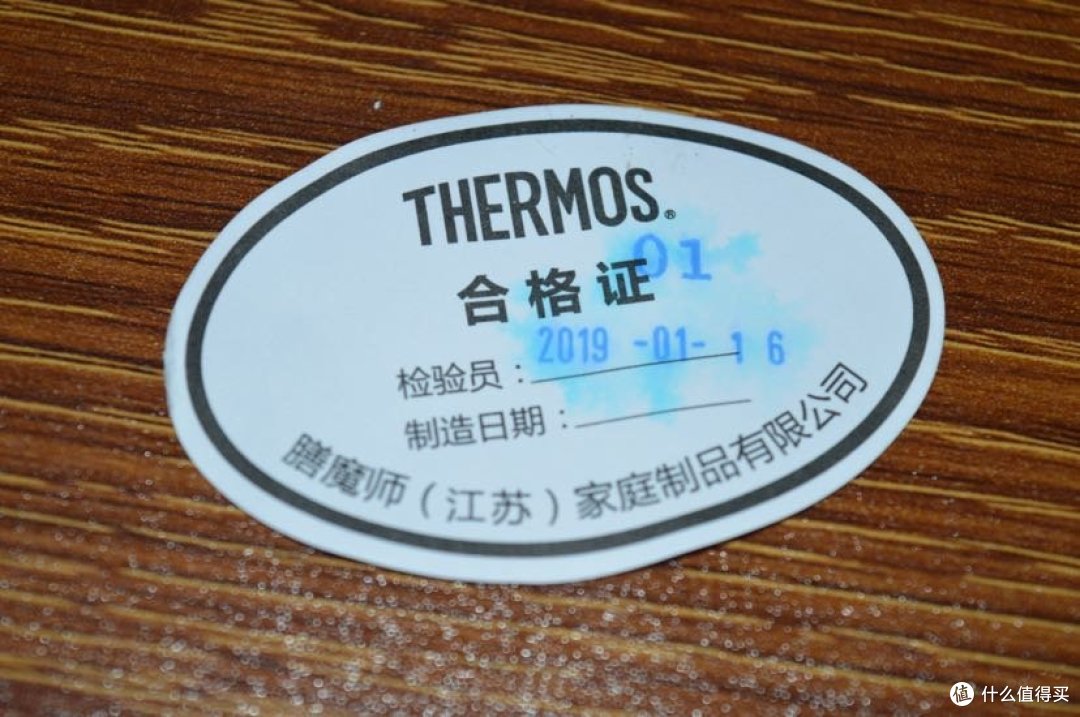 THERMOS®
01
合格证
2019 -01- 16
检验员：
制造日期：
膳魔师（江苏）家庭制品有限公司
值 什么值得买